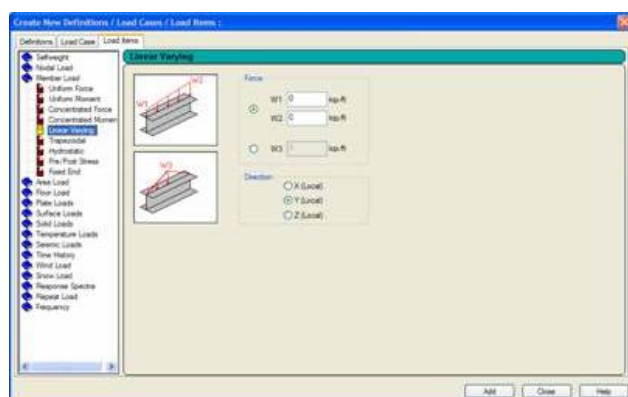 Create New Definitions / Load Cases / Load Items :
Definitions Load Case Load Items
Selfweight
Nodal Load
Member Load
Uniform Force
Uniform Moment
Concentrated Force
Concentrated Momen
Linear Varying
Trapezoidal
Hydrostatic
Pre/Post Stress
Fixed End
Area Load
Floor Load
Plate Loads
Surface Loads
Solid Loads
Temperature Loads
Seismic Loads
Time History
Wind Load
Snow Load
Response Spectra
Repeat Load
Frequency
Linear Varying
W1
W2
W3
Force
W1 0 kip-ft
W2 0 kip-ft
W3 kip-ft
Direction
X (Local)
Y (Local)
Z (Local)
Add Close Help